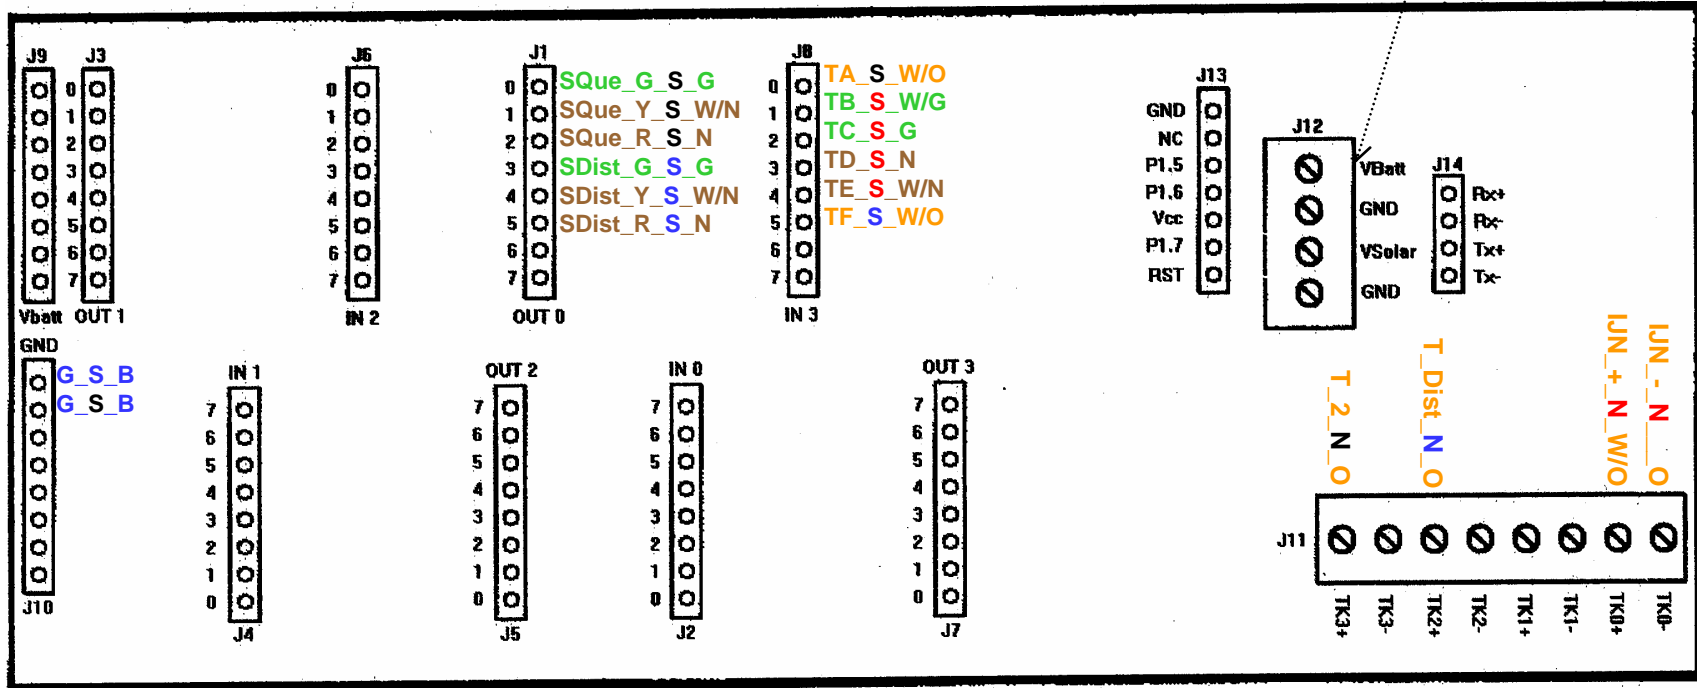 J9 J3
0
1
2
3
4
5
6
7
Vbatt OUT 1
J6
0
1
2
3
4
5
6
7
IN 2
J1
0 SQue_G_S_G
1 SQue_Y_S_W/N
2 SQue_R_S_N
3 SDist_G_S_G
4 SDist_Y_S_W/N
5 SDist_R_S_N
6
7
OUT 0
J8
0 TA_S_W/O
1 TB_S_W/G
2 TC_S_G
3 TD_S_N
4 TE_S_W/N
5 TF_S_W/O
6
7
IN 3
J13
GND
NC
P1.5
P1.6
Vcc
P1.7
RST
J12
VBatt
GND
VSolar
GND
J14
Rx+
Rx-
Tx+
Tx-
GND
G_S_B
G_S_B
J10
IN 1
7
6
5
4
3
2
1
0
J4
OUT 2
7
6
5
4
3
2
1
0
J5
IN 0
7
6
5
4
3
2
1
0
J2
OUT 3
7
6
5
4
3
2
1
0
J7
T_2_N_O
T_Dist_N_O
IJN_+_N_W/O
IJN_-_N___O
J11
TK3+
TK3-
TK2+
TK2-
TK1+
TK1-
TK0+
TK0-